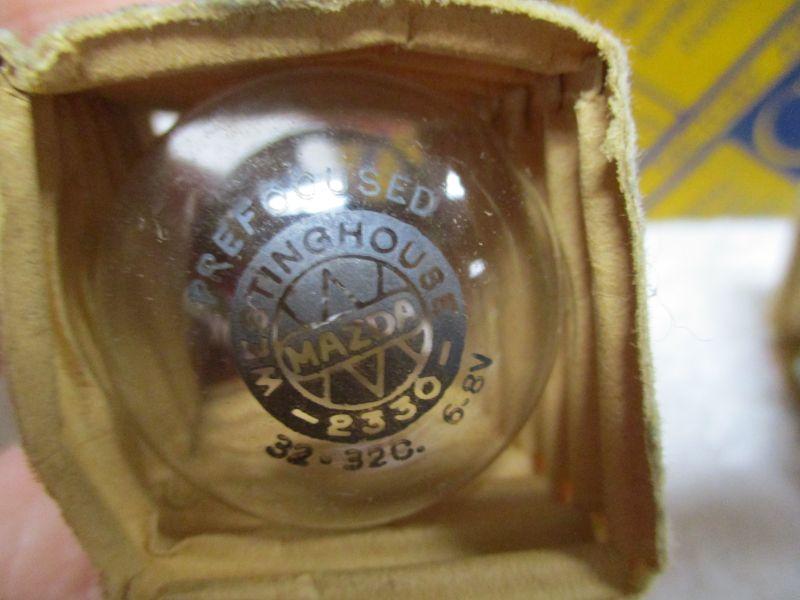 PREFOCUSED
WESTINGHOUSE
MAZDA
-2330-
32-32C. 6-8V